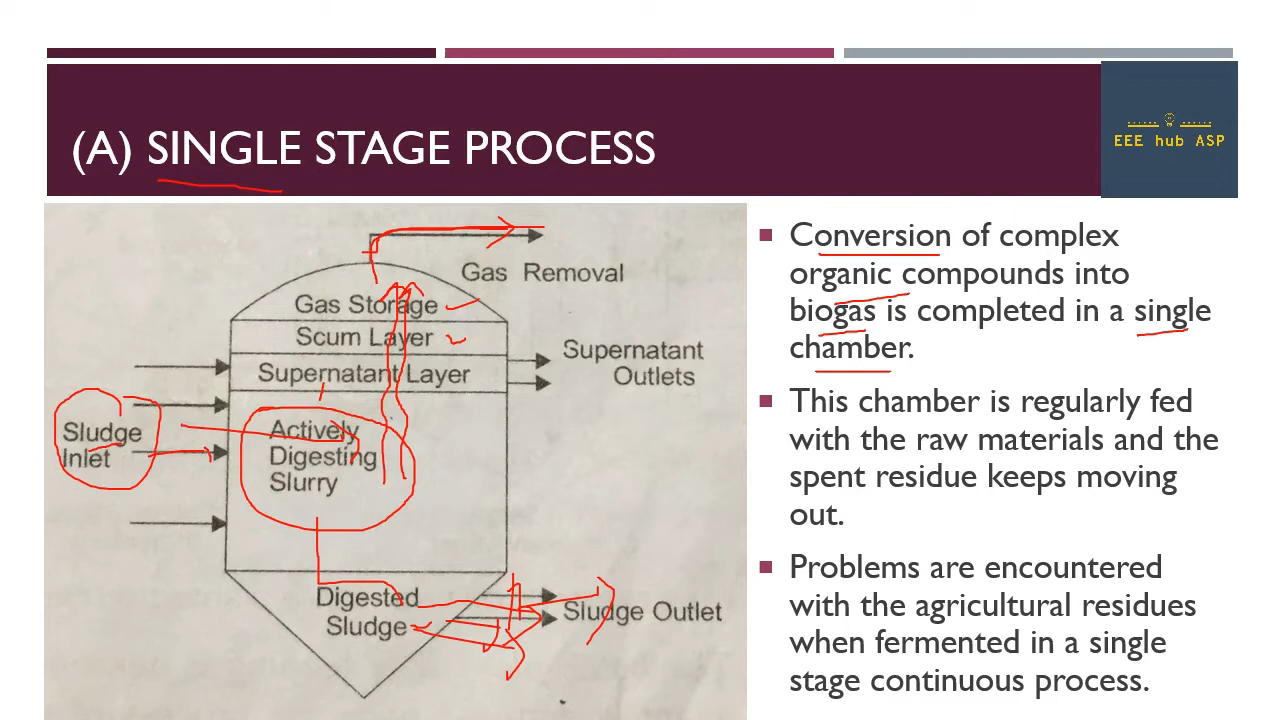 (A) SINGLE STAGE PROCESS
EEE hub ASP
Gas Removal
Gas Storage
Scum Layer
Supernatant Layer
Supernatant
Outlets
Sludge
Inlet
Actively
Digesting
Slurry
Digested
Sludge
Sludge Outlet
Conversion of complex
organic compounds into
biogas is completed in a single
chamber.
This chamber is regularly fed
with the raw materials and the
spent residue keeps moving
out.
Problems are encountered
with the agricultural residues
when fermented in a single
stage continuous process.